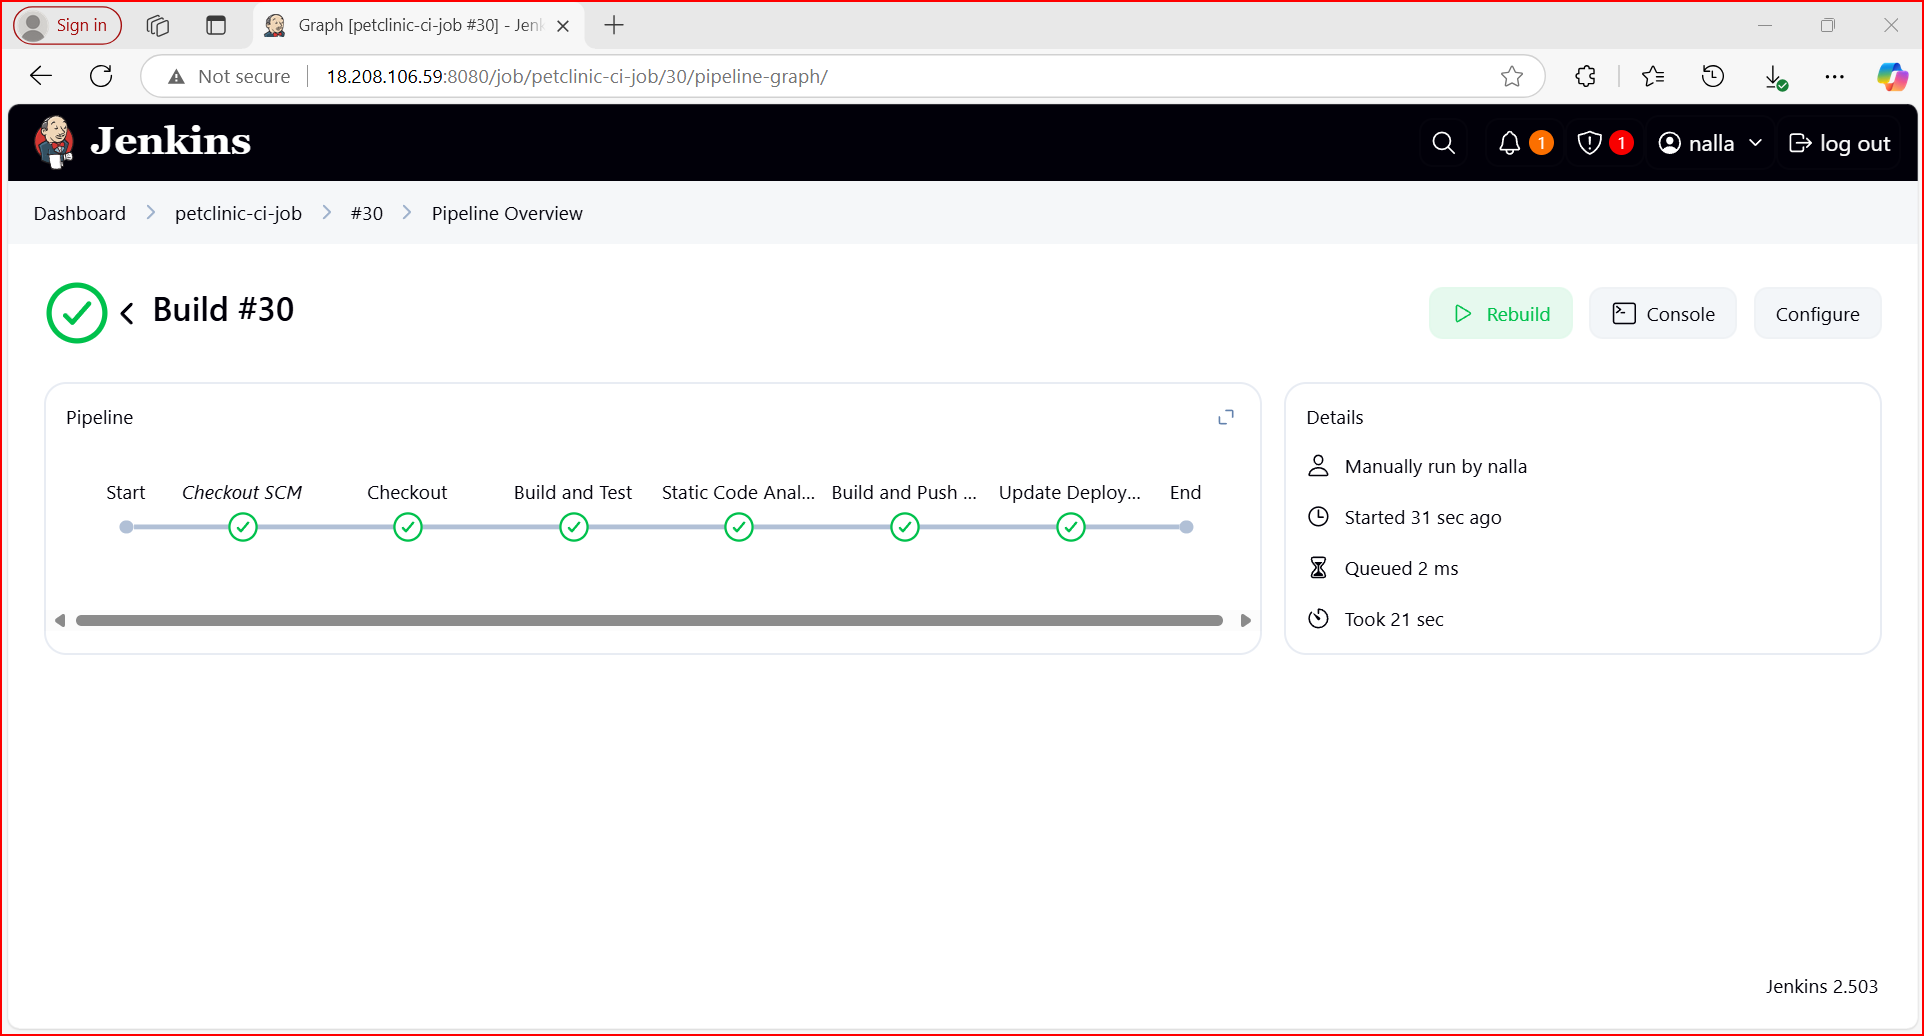 Sign in
Graph [petclinic-ci-job #30] - Jenk
Not secure
18.208.106.59:8080/job/petclinic-ci-job/30/pipeline-graph/
Jenkins
1
1
nalla
log out
Dashboard
petclinic-ci-job
#30
Pipeline Overview
Build #30
Rebuild
Console
Configure
Pipeline
Start
Checkout SCM
Checkout
Build and Test
Static Code Anal...
Build and Push ...
Update Deploy...
End
Details
Manually run by nalla
Started 31 sec ago
Queued 2 ms
Took 21 sec
Jenkins 2.503